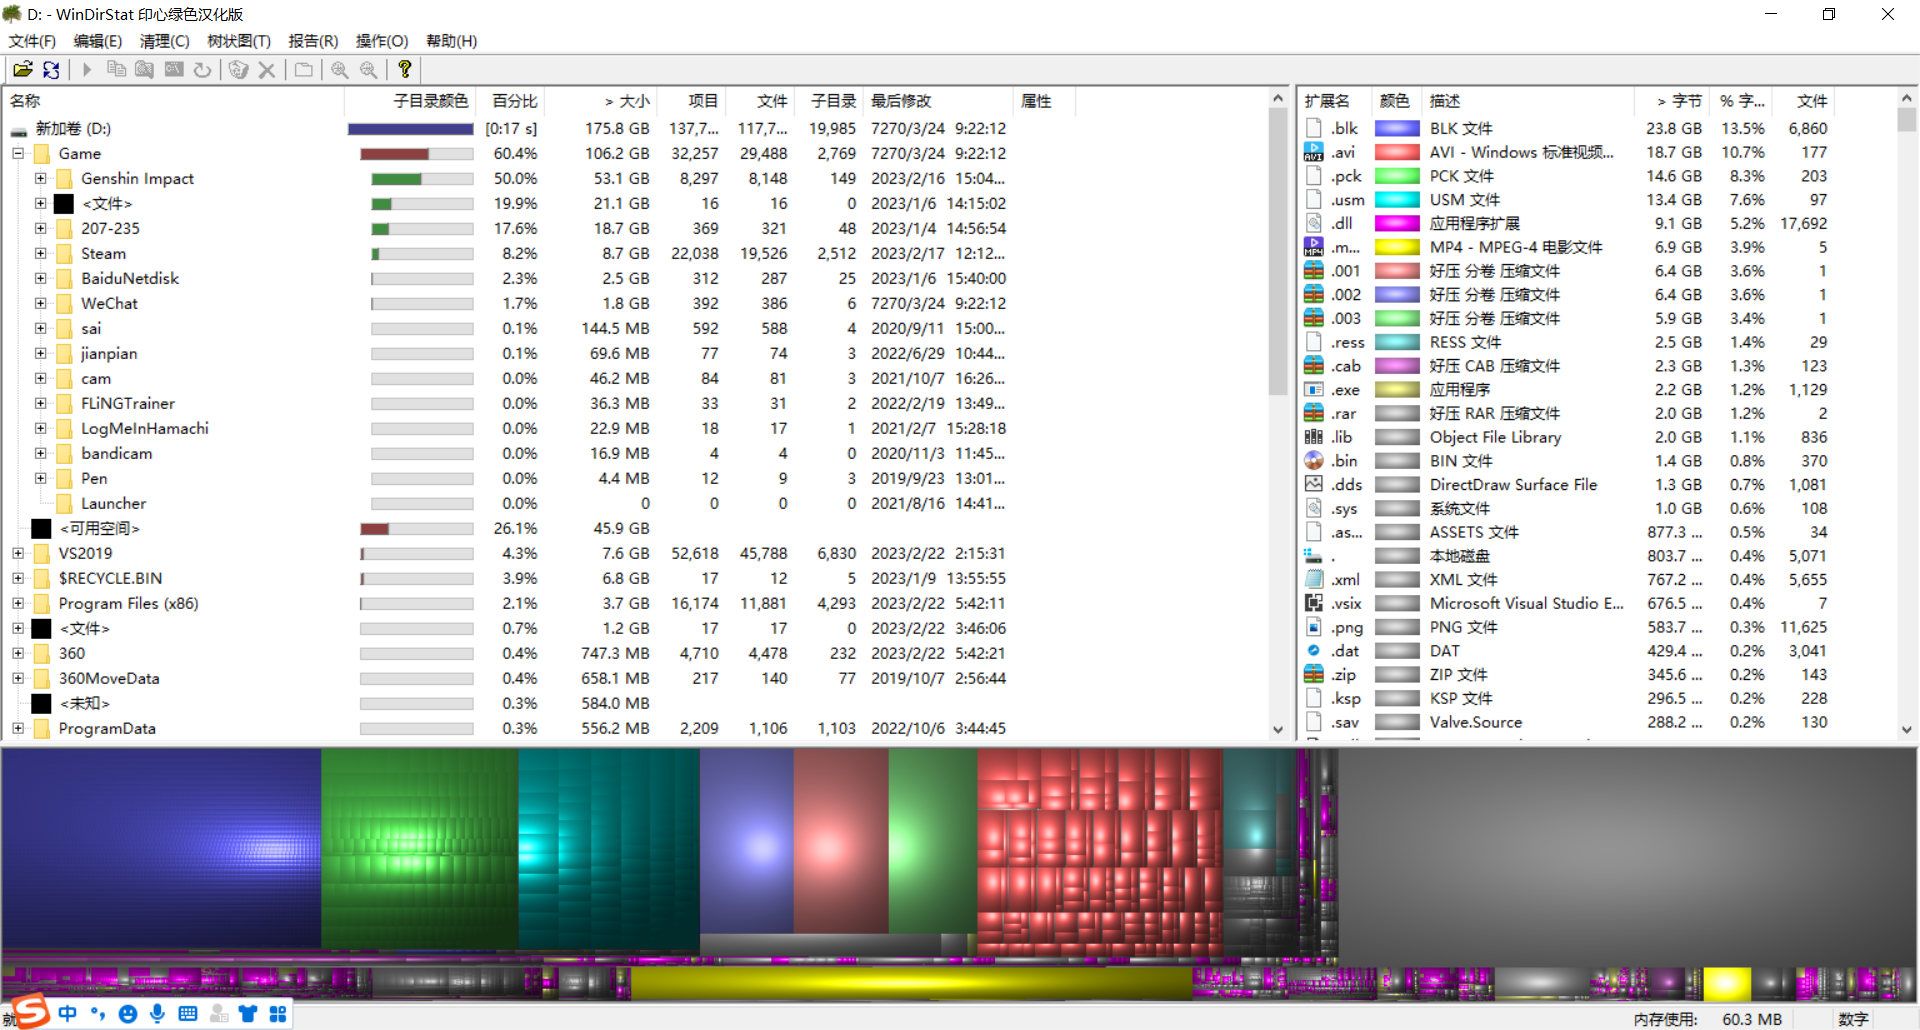 D: - WinDirStat 印心绿色汉化版
文件(F) 编辑(E) 清理(C) 树状图(T) 报告(R) 操作(O) 帮助(H)
名称 子目录颜色 百分比 > 大小 项目 文件 子目录 最后修改 属性
新加卷 (D:) [0:17 s] 175.8 GB 137,7... 117,7... 19,985 7270/3/24 9:22:12
Game 60.4% 106.2 GB 32,257 29,488 2,769 7270/3/24 9:22:12
Genshin Impact 50.0% 53.1 GB 8,297 8,148 149 2023/2/16 15:04...
<文件> 19.9% 21.1 GB 16 16 0 2023/1/6 14:15:02
207-235 17.6% 18.7 GB 369 321 48 2023/1/4 14:56:54
Steam 8.2% 8.7 GB 22,038 19,526 2,512 2023/2/17 12:12...
BaiduNetdisk 2.3% 2.5 GB 312 287 25 2023/1/6 15:40:00
WeChat 1.7% 1.8 GB 392 386 6 7270/3/24 9:22:12
sai 0.1% 144.5 MB 592 588 4 2020/9/11 15:00...
jianpian 0.1% 69.6 MB 77 74 3 2022/6/29 10:44...
cam 0.0% 46.2 MB 84 81 3 2021/10/7 16:26...
FLiNGTrainer 0.0% 36.3 MB 33 31 2 2022/2/19 13:49...
LogMeInHamachi 0.0% 22.9 MB 18 17 1 2021/2/7 15:28:18
bandicam 0.0% 16.9 MB 4 4 0 2020/11/3 11:45...
Pen 0.0% 4.4 MB 12 9 3 2019/9/23 13:01...
Launcher 0.0% 0 0 0 0 2021/8/16 14:41...
<可用空间> 26.1% 45.9 GB
VS2019 4.3% 7.6 GB 52,618 45,788 6,830 2023/2/22 2:15:31
$RECYCLE.BIN 3.9% 6.8 GB 17 12 5 2023/1/9 13:55:55
Program Files (x86) 2.1% 3.7 GB 16,174 11,881 4,293 2023/2/22 5:42:11
<文件> 0.7% 1.2 GB 17 17 0 2023/2/22 3:46:06
360 0.4% 747.3 MB 4,710 4,478 232 2023/2/22 5:42:21
360MoveData 0.4% 658.1 MB 217 140 77 2019/10/7 2:56:44
<未知> 0.3% 584.0 MB
ProgramData 0.3% 556.2 MB 2,209 1,106 1,103 2022/10/6 3:44:45
扩展名 颜色 描述 > 字节 % 字... 文件
.blk BLK 文件 23.8 GB 13.5% 6,860
.avi AVI - Windows 标准视频... 18.7 GB 10.7% 177
.pck PCK 文件 14.6 GB 8.3% 203
.usm USM 文件 13.4 GB 7.6% 97
.dll 应用程序扩展 9.1 GB 5.2% 17,692
.m... MP4 - MPEG-4 电影文件 6.9 GB 3.9% 5
.001 好压 分卷 压缩文件 6.4 GB 3.6% 1
.002 好压 分卷 压缩文件 6.4 GB 3.6% 1
.003 好压 分卷 压缩文件 5.9 GB 3.4% 1
.ress RESS 文件 2.5 GB 1.4% 29
.cab 好压 CAB 压缩文件 2.3 GB 1.3% 123
.exe 应用程序 2.2 GB 1.2% 1,129
.rar 好压 RAR 压缩文件 2.0 GB 1.2% 2
.lib Object File Library 2.0 GB 1.1% 836
.bin BIN 文件 1.4 GB 0.8% 370
.dds DirectDraw Surface File 1.3 GB 0.7% 1,081
.sys 系统文件 1.0 GB 0.6% 108
.as... ASSETS 文件 877.3 ... 0.5% 34
. 本地磁盘 803.7 ... 0.4% 5,071
.xml XML 文件 767.2 ... 0.4% 5,655
.vsix Microsoft Visual Studio E... 676.5 ... 0.4% 7
.png PNG 文件 583.7 ... 0.3% 11,625
.dat DAT 429.4 ... 0.2% 3,041
.zip ZIP 文件 345.6 ... 0.2% 143
.ksp KSP 文件 296.5 ... 0.2% 228
.sav Valve.Source 288.2 ... 0.2% 130
中
内存使用: 60.3 MB 数字